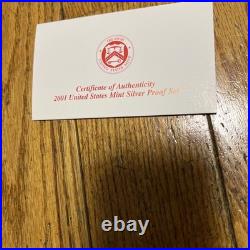 Certificate of Authenticity
2001 United States Mint Silver Proof Set